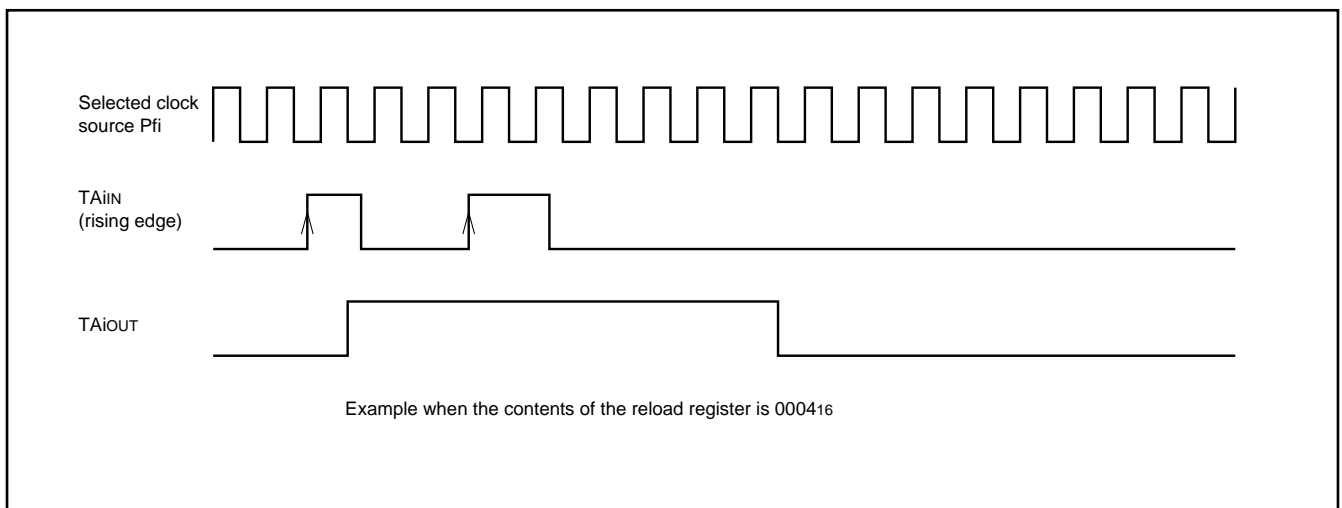 Selected clock
source Pfi
TAiIN
(rising edge)
TAiOUT
Example when the contents of the reload register is 000416